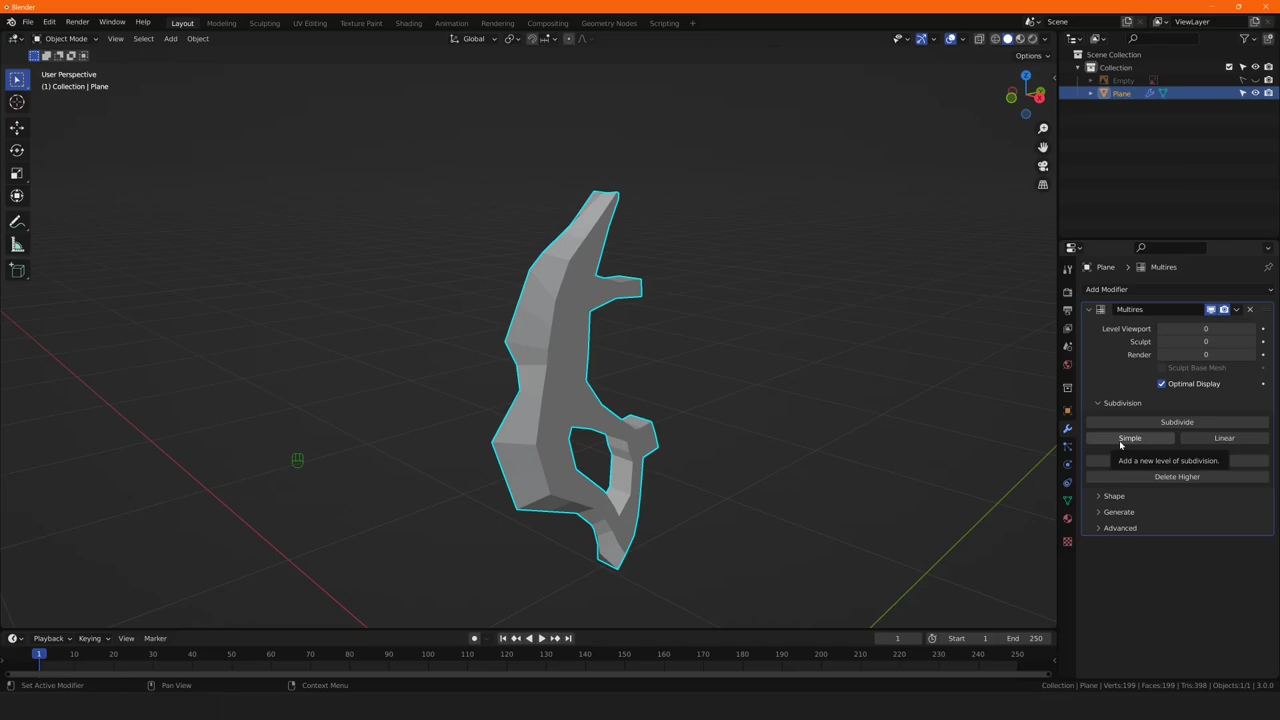 Blender
File Edit Render Window Help Layout Modeling Sculpting UV Editing Texture Paint Shading Animation Rendering Compositing Geometry Nodes Scripting + Scene ViewLayer
Object Mode View Select Add Object Global
Options
User Perspective
(1) Collection | Plane
Z
Scene Collection
Collection
Empty
Plane
Plane > Multires
Add Modifier
Multires
Level Viewport 0
Sculpt 0
Render 0
Sculpt Base Mesh
Optimal Display
Subdivision
Subdivide
Simple Linear
Add a new level of subdivision.
Delete Higher
Shape
Generate
Advanced
Playback Keying View Marker 1 Start 1 End 250
1 10 20 30 40 50 60 70 80 90 100 110 120 130 140 150 160 170 180 190 200 210 220 230 240 250
Set Active Modifier Pan View Context Menu Collection | Plane | Verts:199 | Faces:199 | Tris:398 | Objects:1/1 | 3.0.0